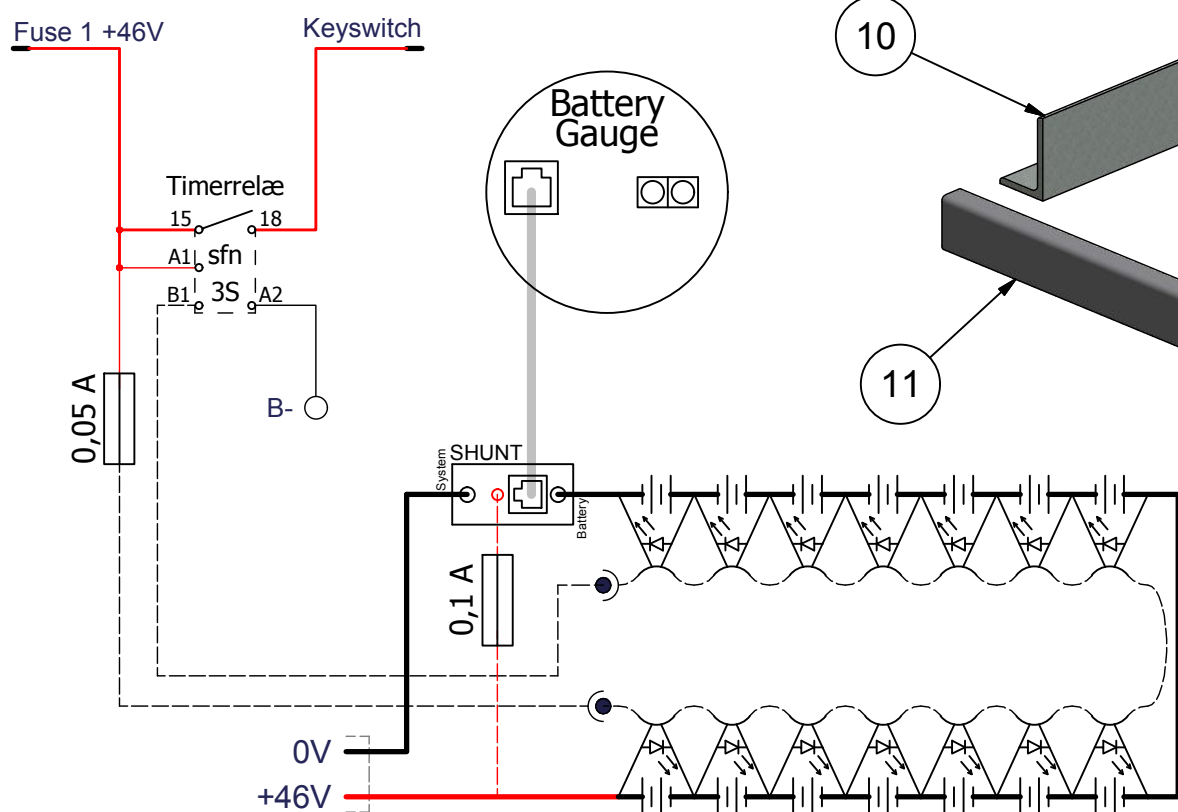 Fuse 1 +46V
Keyswitch
10
Battery
Gauge
Timerrelæ
15
18
A1
sfn
B1
3S
A2
11
0,05 A
B-
SHUNT
System
Battery
0,1 A
0V
+46V